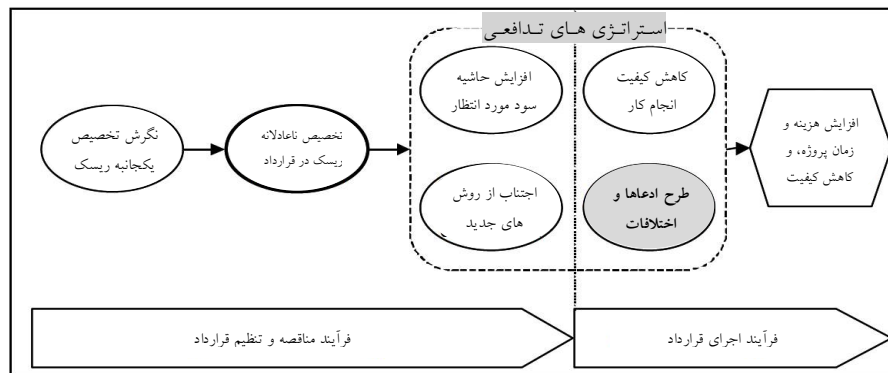 استراتژی های تدافعی
نگرش تخصیص
یکجانبه ریسک
تخصیص ناعادلانه
ریسک در قرارداد
افزایش حاشیه
سود مورد انتظار
اجتناب از روش
های جدید
کاهش کیفیت
انجام کار
طرح ادعاها و
اختلافات
افزایش هزینه و
زمان پروژه، و
کاهش کیفیت
فرآیند مناقصه و تنظیم قرارداد
فرآیند اجرای قرارداد